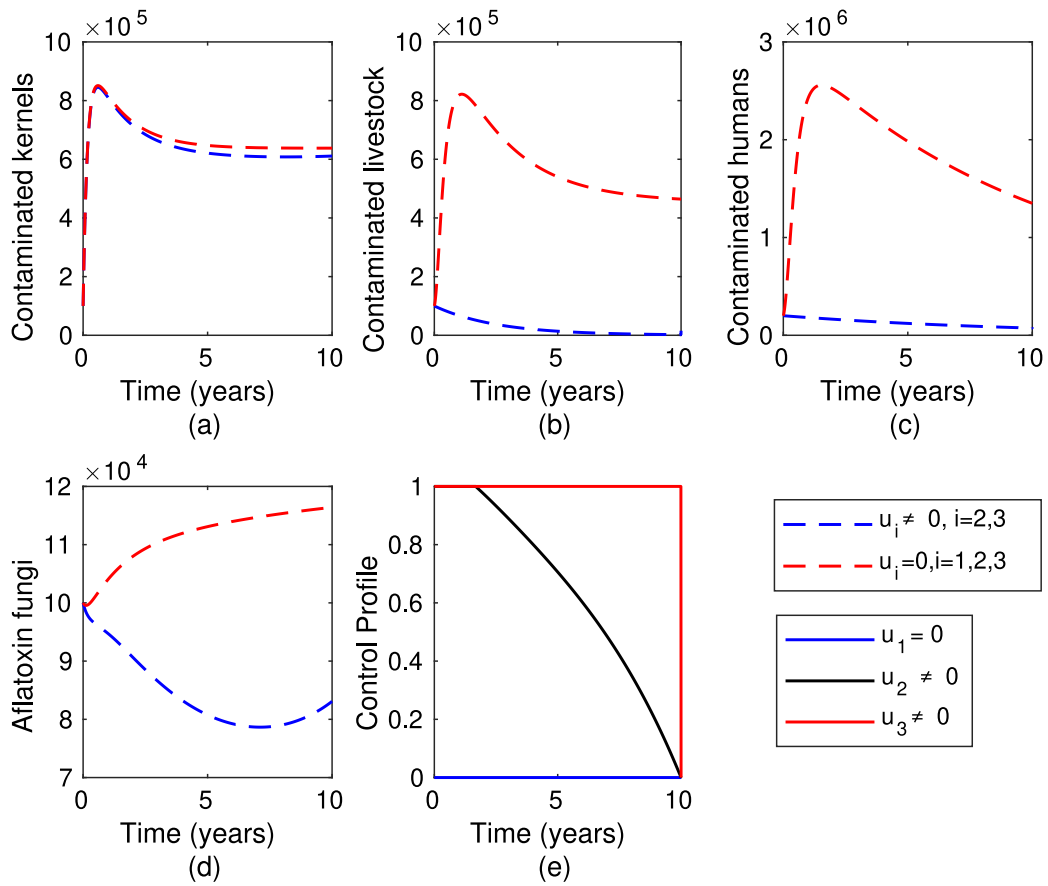 ×10^5
10
8
6
4
2
0
Contaminated kernels
0 5 10
Time (years)
(a)
×10^5
10
8
6
4
2
0
Contaminated livestock
0 5 10
Time (years)
(b)
×10^6
3
2
1
0
Contaminated humans
0 5 10
Time (years)
(c)
×10^4
12
11
10
9
8
7
Aflatoxin fungi
0 5 10
Time (years)
(d)
1
0.8
0.6
0.4
0.2
0
Control Profile
0 5 10
Time (years)
(e)
u_i ≠ 0, i=2,3
u_i=0,i=1,2,3
u_1 = 0
u_2 ≠ 0
u_3 ≠ 0